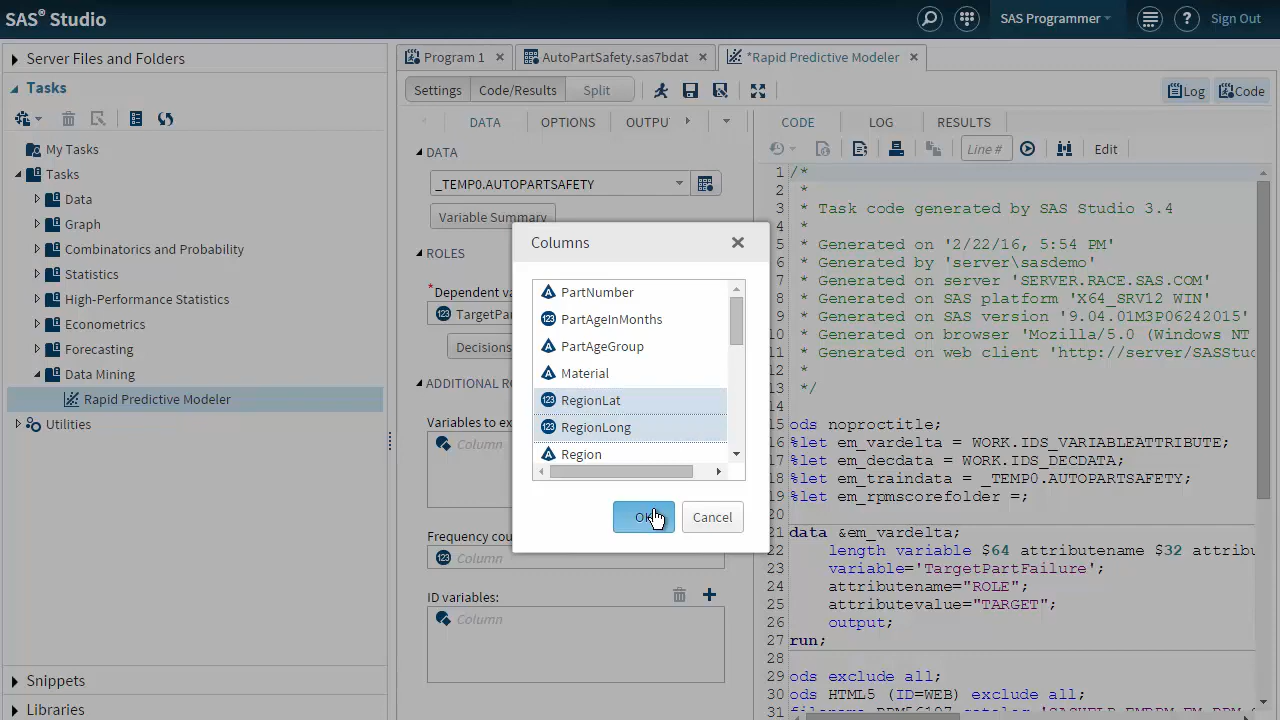 SAS® Studio
SAS Programmer
Sign Out
Server Files and Folders
Tasks
My Tasks
Tasks
Data
Graph
Combinatorics and Probability
Statistics
High-Performance Statistics
Econometrics
Forecasting
Data Mining
Rapid Predictive Modeler
Utilities
Snippets
Libraries
Program 1
AutoPartSafety.sas7bdat
*Rapid Predictive Modeler
Settings
Code/Results
Split
Log
Code
DATA
OPTIONS
OUTPU
DATA
_TEMP0.AUTOPARTSAFETY
Variable Summary
ROLES
*Dependent va
123 TargetPar
Decisions
ADDITIONAL RO
Variables to ex
Column
Frequency cou
123 Column
ID variables:
Column
Columns
A PartNumber
123 PartAgeInMonths
A PartAgeGroup
A Material
123 RegionLat
123 RegionLong
A Region
OK
Cancel
CODE
LOG
RESULTS
Line #
Edit
1 /*
2 *
3 * Task code generated by SAS Studio 3.4
4 *
5 * Generated on '2/22/16, 5:54 PM'
6 * Generated by 'server\sasdemo'
7 * Generated on server 'SERVER.RACE.SAS.COM'
8 * Generated on SAS platform 'X64_SRV12 WIN'
9 * Generated on SAS version '9.04.01M3P06242015'
10 * Generated on browser 'Mozilla/5.0 (Windows NT
11 * Generated on web client 'http://server/SASStud
12 *
13 */
14
15 ods noproctitle;
16 %let em_vardelta = WORK.IDS_VARIABLEATTRIBUTE;
17 %let em_decdata = WORK.IDS_DECDATA;
18 %let em_traindata = _TEMP0.AUTOPARTSAFETY;
19 %let em_rpmscorefolder =;
20
21 data &em_vardelta;
22 length variable $64 attributename $32 attribu
23 variable='TargetPartFailure';
24 attributename="ROLE";
25 attributevalue="TARGET";
26 output;
27 run;
28
29 ods exclude all;
30 ods HTML5 (ID=WEB) exclude all;
31